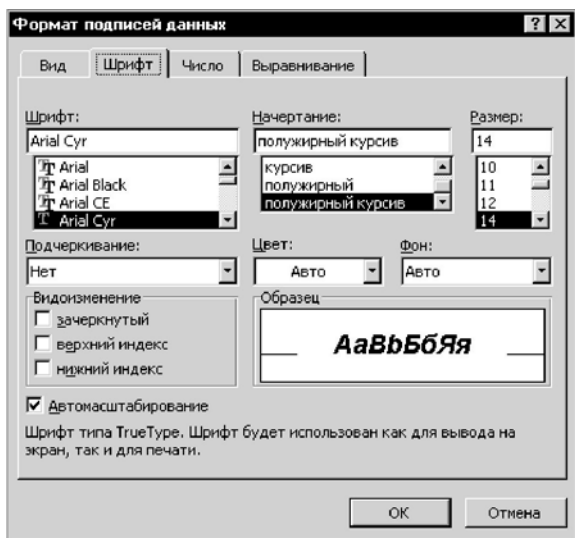 Формат подписей данных
Вид Шрифт Число Выравнивание
Шрифт: Начертание: Размер:
Arial Cyr полужирный курсив 14
Arial курсив 10
Arial Black полужирный 11
Arial CE полужирный курсив 12
Arial Cyr 14
Подчеркивание: Цвет: Фон:
Нет Авто Авто
Видоизменение Образец
зачеркнутый
верхний индекс АаВbБбЯя
нижний индекс
Автомасштабирование
Шрифт типа TrueType. Шрифт будет использован как для вывода на
экран, так и для печати.
OK Отмена